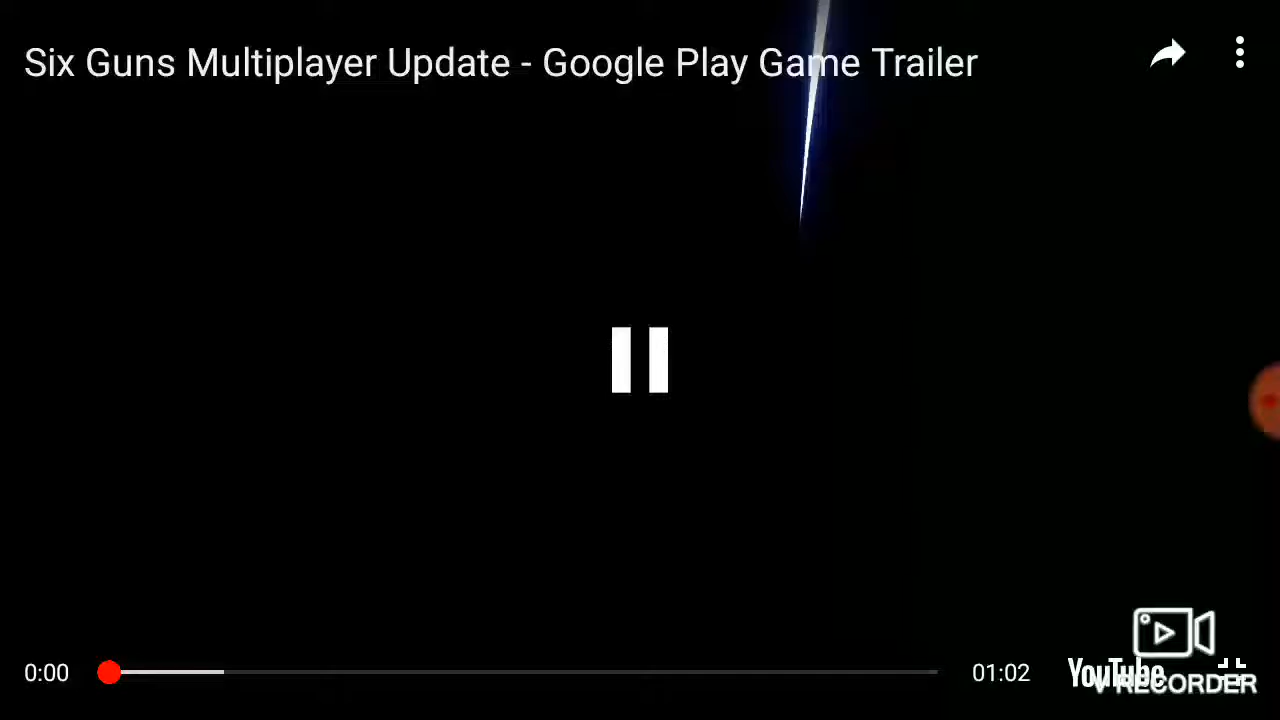 Six Guns Multiplayer Update - Google Play Game Trailer
0:00
01:02
YouTube
V RECORDER